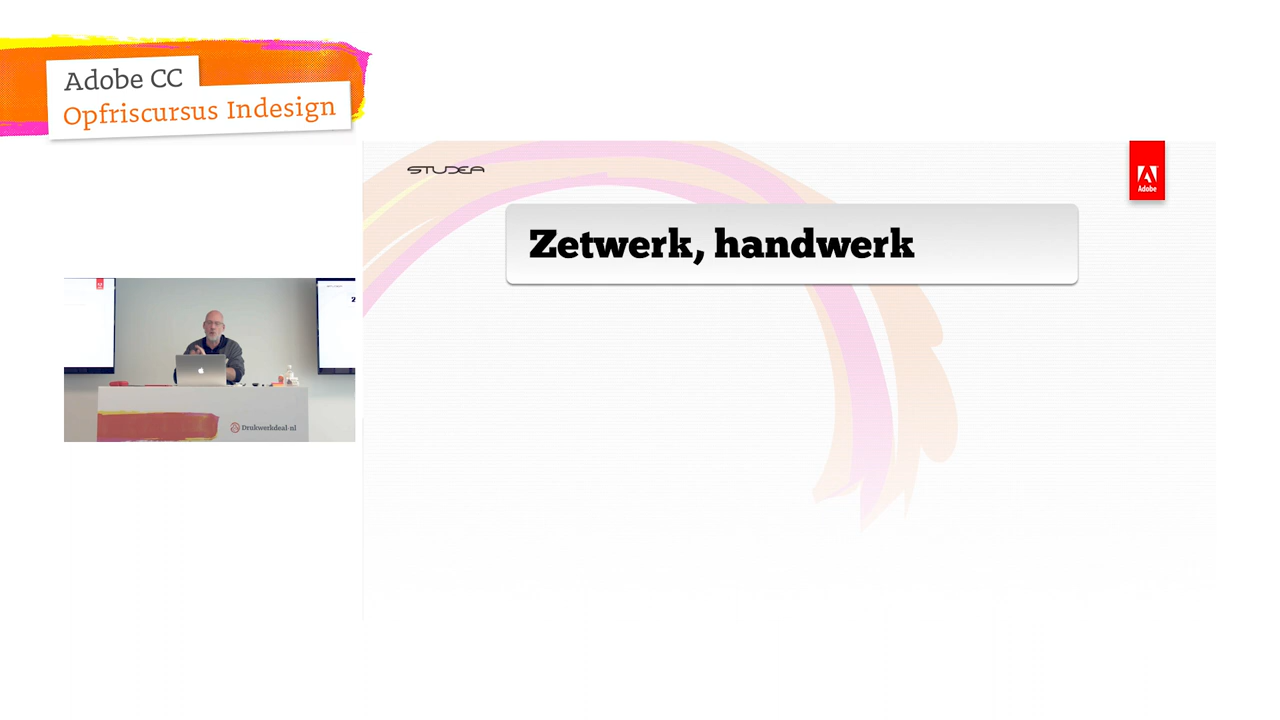 Adobe CC
Opfriscursus Indesign
STUDEA
Adobe
Zetwerk, handwerk
Drukwerkdeal.nl